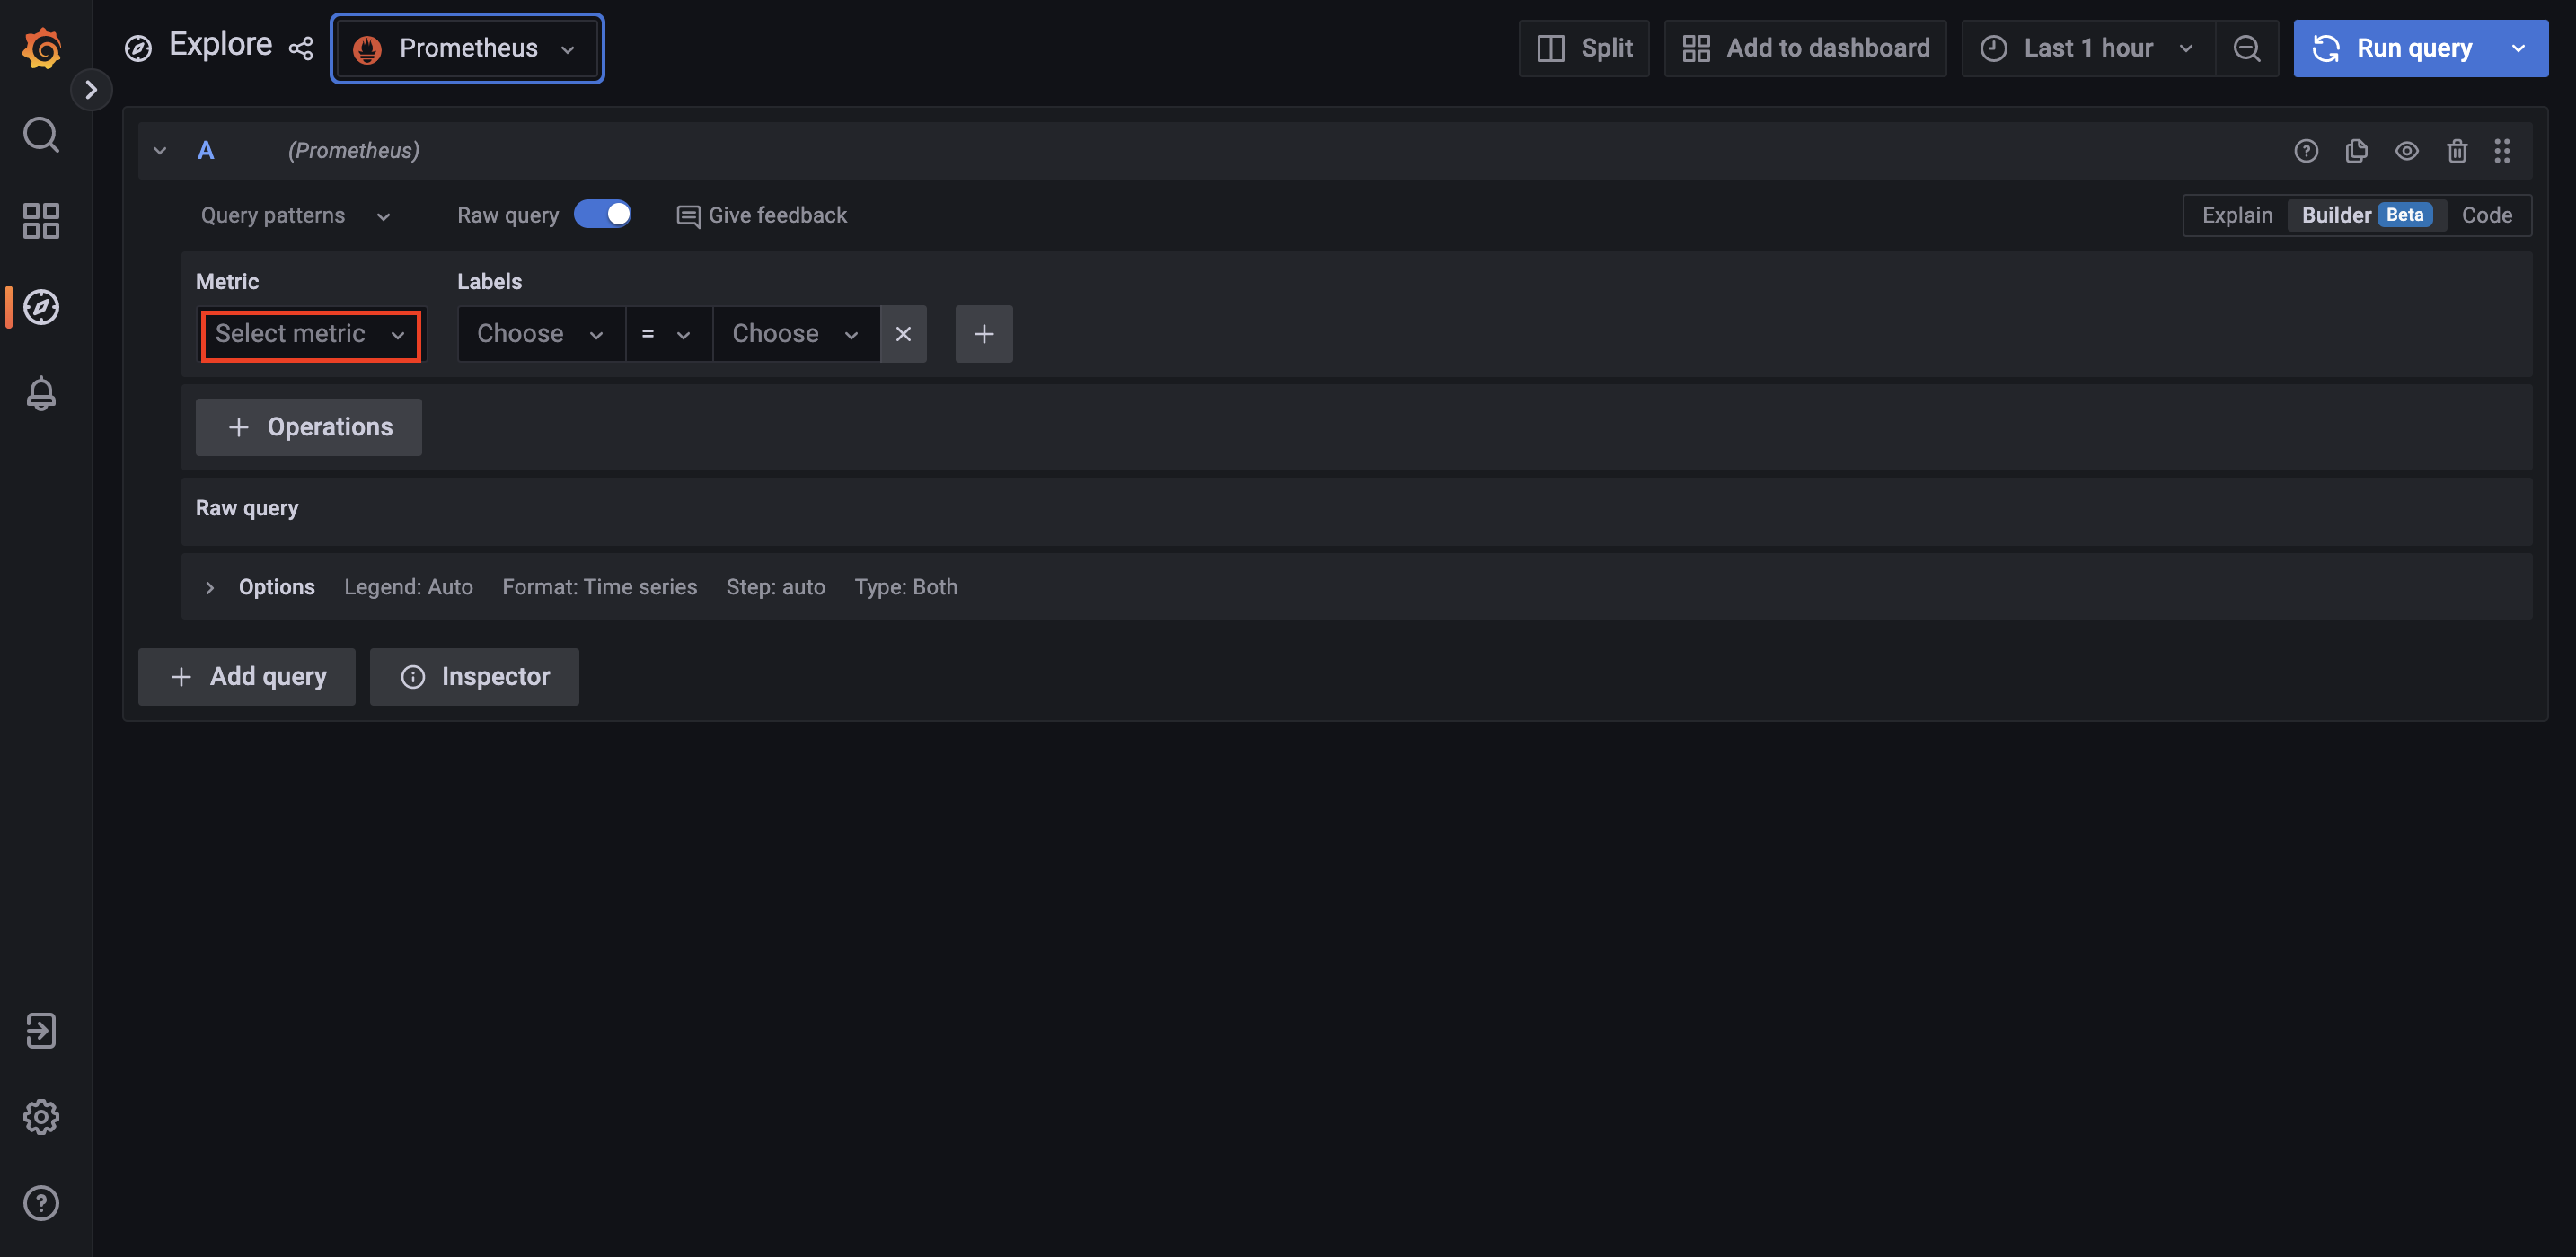 Explore Prometheus Split Add to dashboard Last 1 hour Run query
A (Prometheus)
Query patterns Raw query Give feedback Explain Builder Beta Code
Metric Labels
Select metric Choose = Choose
+ Operations
Raw query
Options Legend: Auto Format: Time series Step: auto Type: Both
+ Add query Inspector